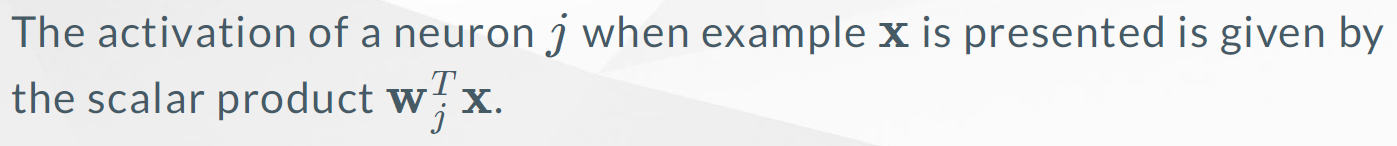 The activation of a neuron j when example x is presented is given by
the scalar product w_j^T x.